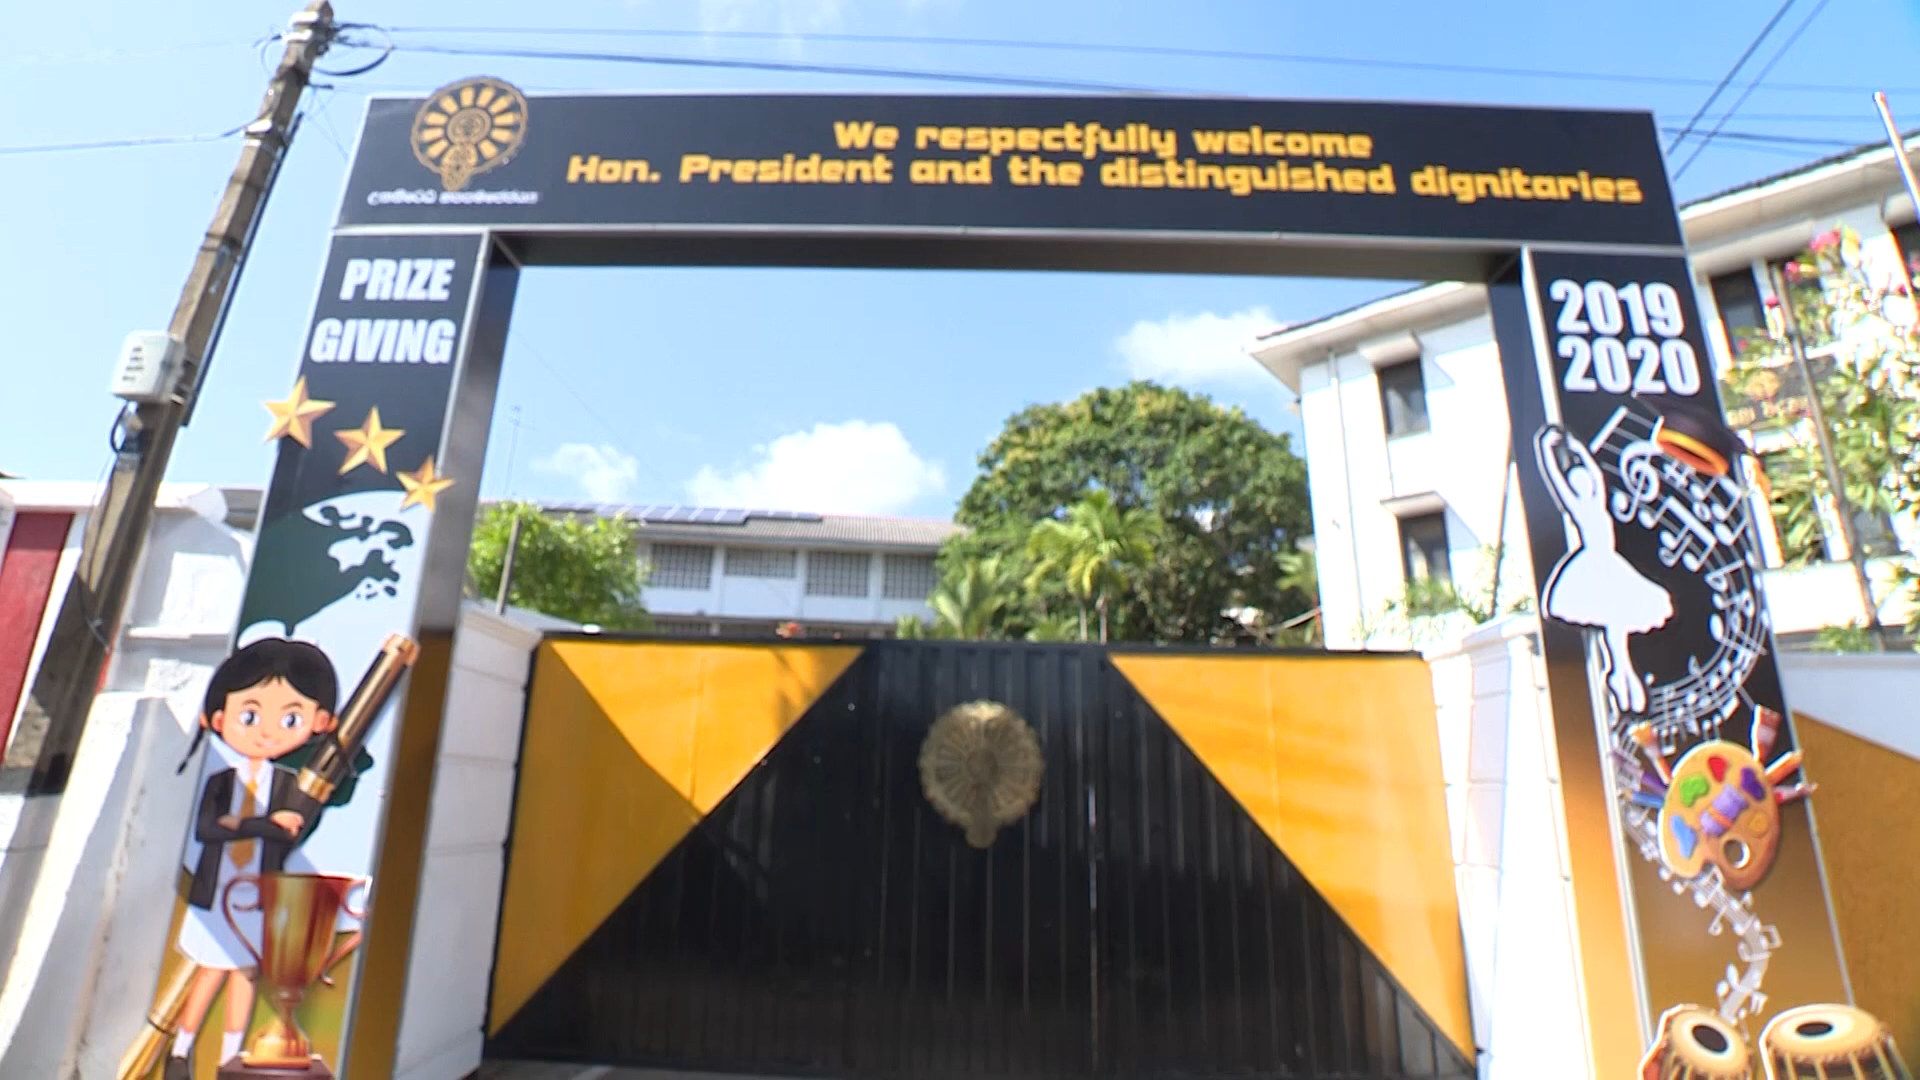 We respectfully welcome
Hon. President and the distinguished dignitaries
PRIZE
GIVING
2019
2020